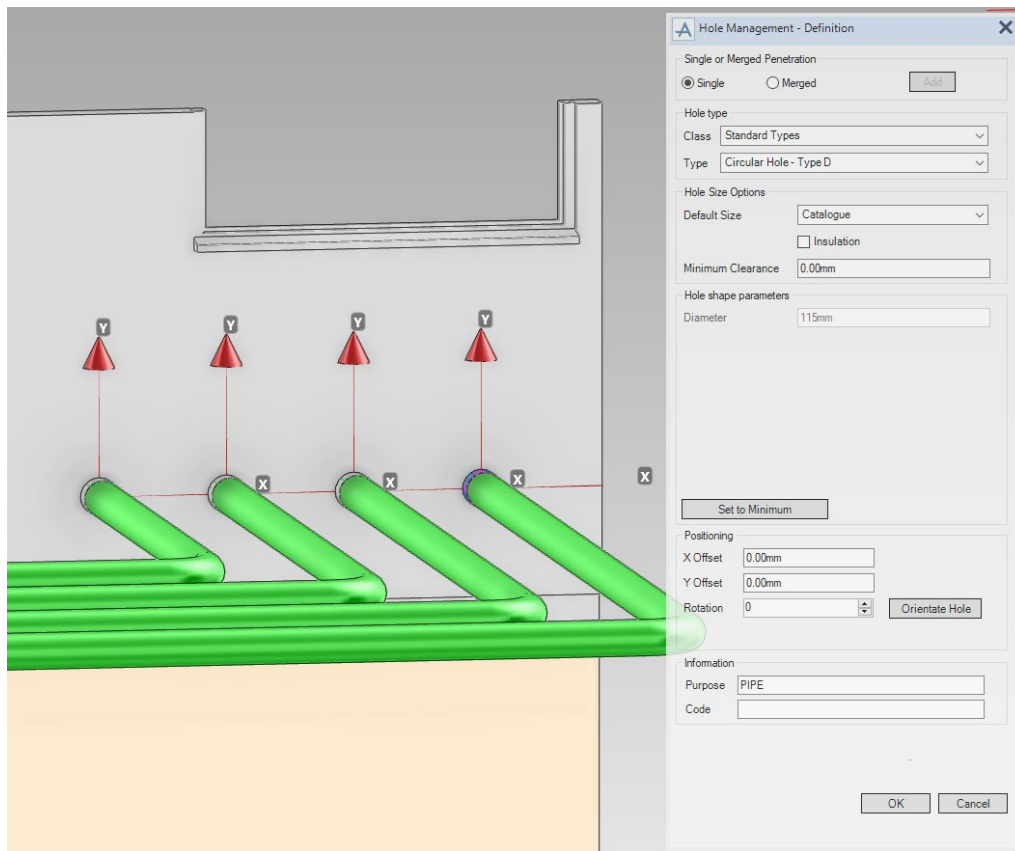 Hole Management - Definition
Single or Merged Penetration
Single Merged Add
Hole type
Class Standard Types
Type Circular Hole - Type D
Hole Size Options
Default Size Catalogue
Insulation
Minimum Clearance 0.00mm
Hole shape parameters
Diameter 115mm
Y Y Y Y
X X X X
Set to Minimum
Positioning
X Offset 0.00mm
Y Offset 0.00mm
Rotation 0 Orientate Hole
Information
Purpose PIPE
Code
OK Cancel